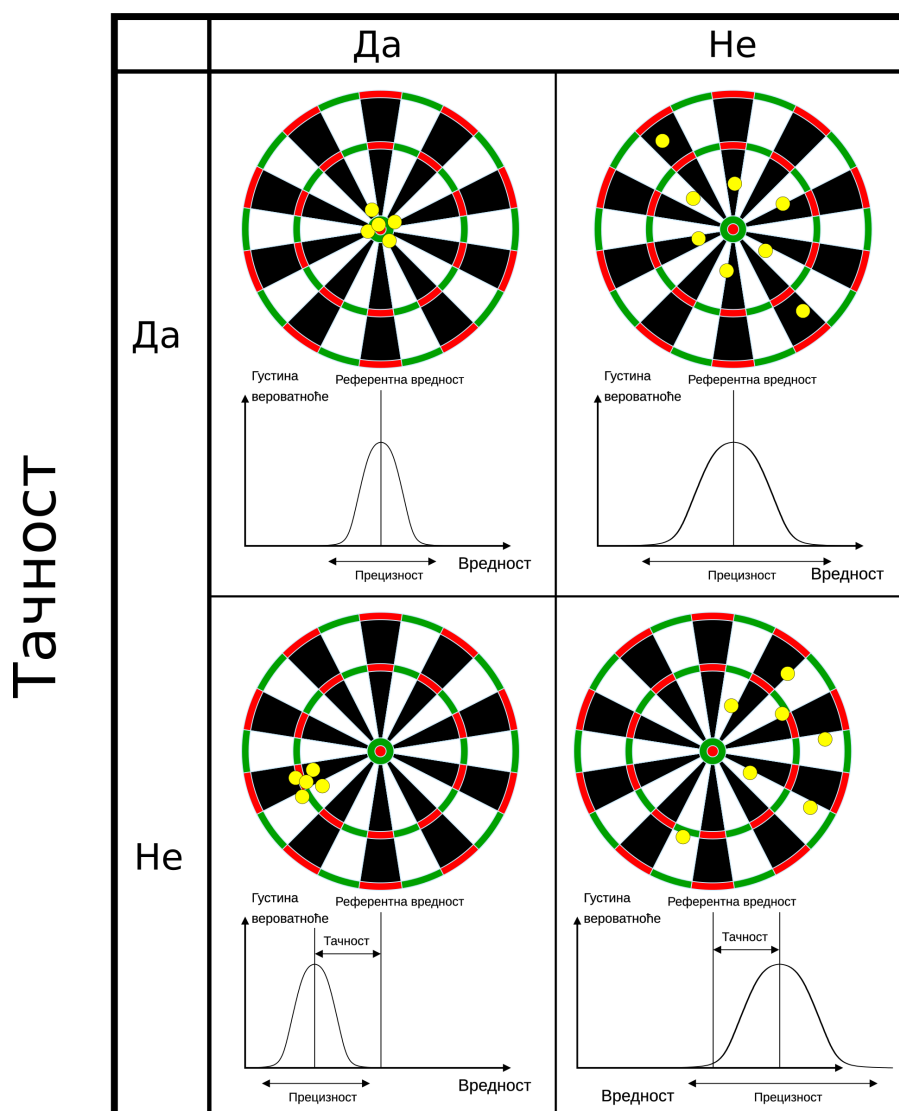 Да
Не
Тачност
Да
Густина
вероватноће
Референтна вредност
Прецизност
Вредност
Густина
вероватноће
Референтна вредност
Прецизност
Вредност
Не
Густина
вероватноће
Референтна вредност
Тачност
Прецизност
Вредност
Густина
вероватноће
Референтна вредност
Тачност
Вредност
Прецизност